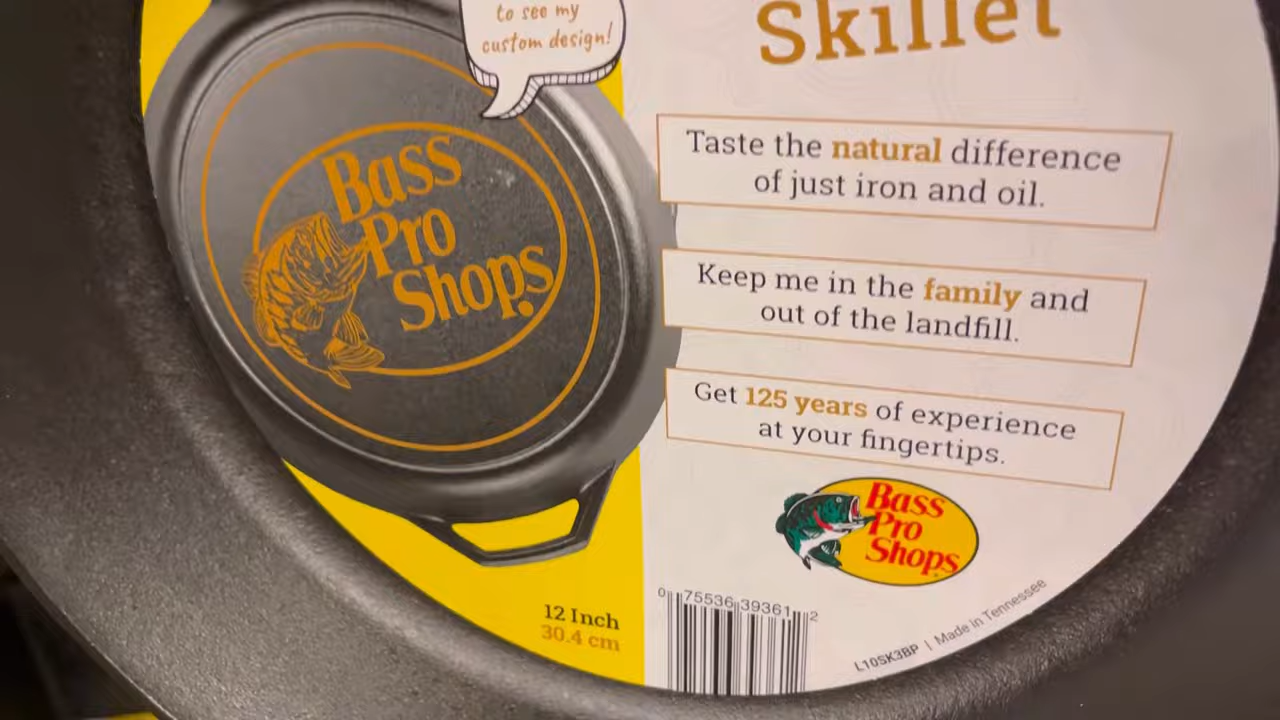 to see my
custom design!
Bass
Pro
Shops
Skillet
Taste the natural difference
of just iron and oil.
Keep me in the family and
out of the landfill.
Get 125 years of experience
at your fingertips.
Bass
Pro
Shops
12 Inch
30.4 cm
0 75536 39361 2
L10SK3BP | Made in Tennessee